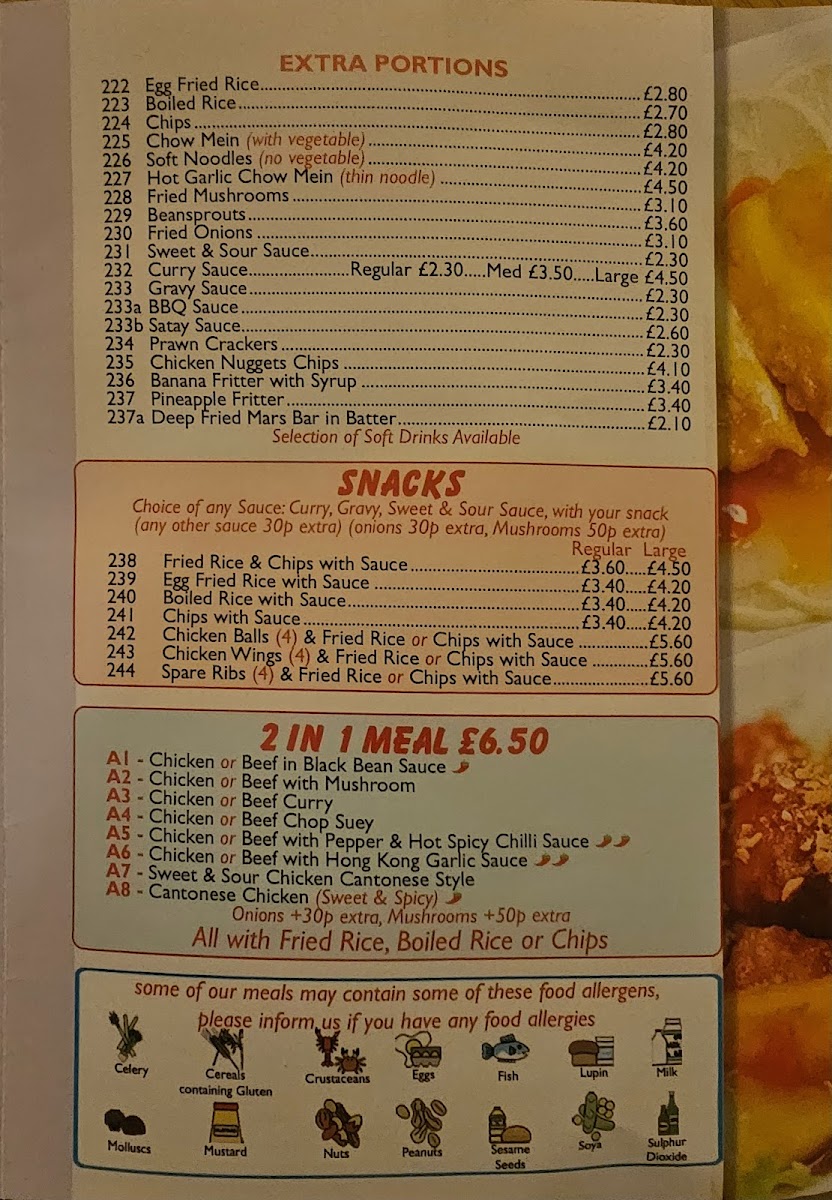 EXTRA PORTIONS
222 Egg Fried Rice.....£2.80
223 Boiled Rice.....£2.70
224 Chips.....£2.80
225 Chow Mein (with vegetable).....£4.20
226 Soft Noodles (no vegetable).....£4.20
227 Hot Garlic Chow Mein (thin noodle).....£4.50
228 Fried Mushrooms.....£3.10
229 Beansprouts.....£3.60
230 Fried Onions.....£3.10
231 Sweet & Sour Sauce.....£2.30
232 Curry Sauce.....Regular £2.30.....Med £3.50.....Large £4.50
233 Gravy Sauce.....£2.30
233a BBQ Sauce.....£2.30
233b Satay Sauce.....£2.60
234 Prawn Crackers.....£2.30
235 Chicken Nuggets Chips.....£4.10
236 Banana Fritter with Syrup.....£3.40
237 Pineapple Fritter.....£3.40
237a Deep Fried Mars Bar in Batter.....£2.10
Selection of Soft Drinks Available
SNACKS
Choice of any Sauce: Curry, Gravy, Sweet & Sour Sauce, with your snack
(any other sauce 30p extra) (onions 30p extra, Mushrooms 50p extra)
Regular Large
238 Fried Rice & Chips with Sauce.....£3.60.....£4.50
239 Egg Fried Rice with Sauce.....£3.40.....£4.20
240 Boiled Rice with Sauce.....£3.40.....£4.20
241 Chips with Sauce.....£3.40.....£4.20
242 Chicken Balls (4) & Fried Rice or Chips with Sauce.....£5.60
243 Chicken Wings (4) & Fried Rice or Chips with Sauce.....£5.60
244 Spare Ribs (4) & Fried Rice or Chips with Sauce.....£5.60
2 IN 1 MEAL £6.50
A1 - Chicken or Beef in Black Bean Sauce
A2 - Chicken or Beef with Mushroom
A3 - Chicken or Beef Curry
A4 - Chicken or Beef Chop Suey
A5 - Chicken or Beef with Pepper & Hot Spicy Chilli Sauce
A6 - Chicken or Beef with Hong Kong Garlic Sauce
A7 - Sweet & Sour Chicken Cantonese Style
A8 - Cantonese Chicken (Sweet & Spicy)
Onions +30p extra, Mushrooms +50p extra
All with Fried Rice, Boiled Rice or Chips
some of our meals may contain some of these food allergens,
please inform us if you have any food allergies
Celery
Cereals
containing Gluten
Crustaceans
Eggs
Fish
Lupin
Milk
Molluscs
Mustard
Nuts
Peanuts
Sesame
Seeds
Soya
Sulphur
Dioxide